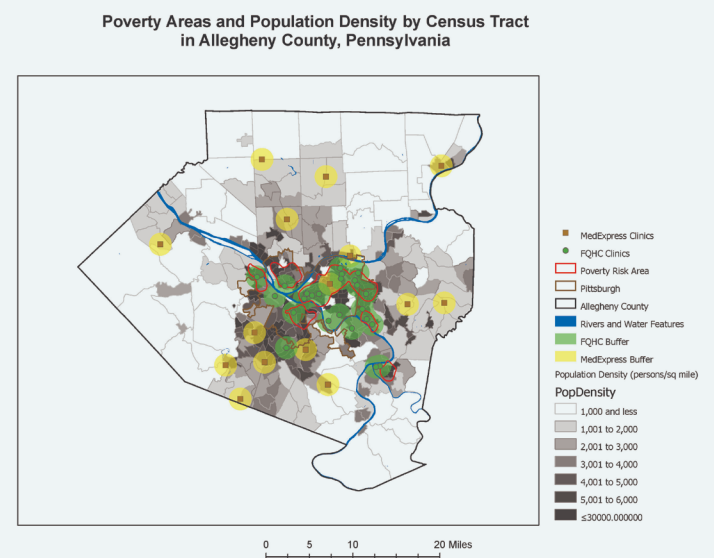 Poverty Areas and Population Density by Census Tract
in Allegheny County, Pennsylvania
MedExpress Clinics
FQHC Clinics
Poverty Risk Area
Pittsburgh
Allegheny County
Rivers and Water Features
FQHC Buffer
MedExpress Buffer
Population Density (persons/sq mile)
PopDensity
1,000 and less
1,001 to 2,000
2,001 to 3,000
3,001 to 4,000
4,001 to 5,000
5,001 to 6,000
≤30000.000000
0 5 10 20 Miles